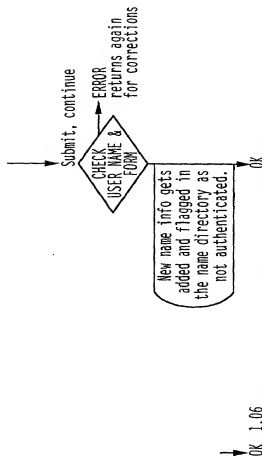 Submit, continue
CHECK
USER NAME &
FORM
ERROR
returns again
for corrections
New name info gets
added and flagged in
the name directory as
not authenticated.
OK
OK 1.06